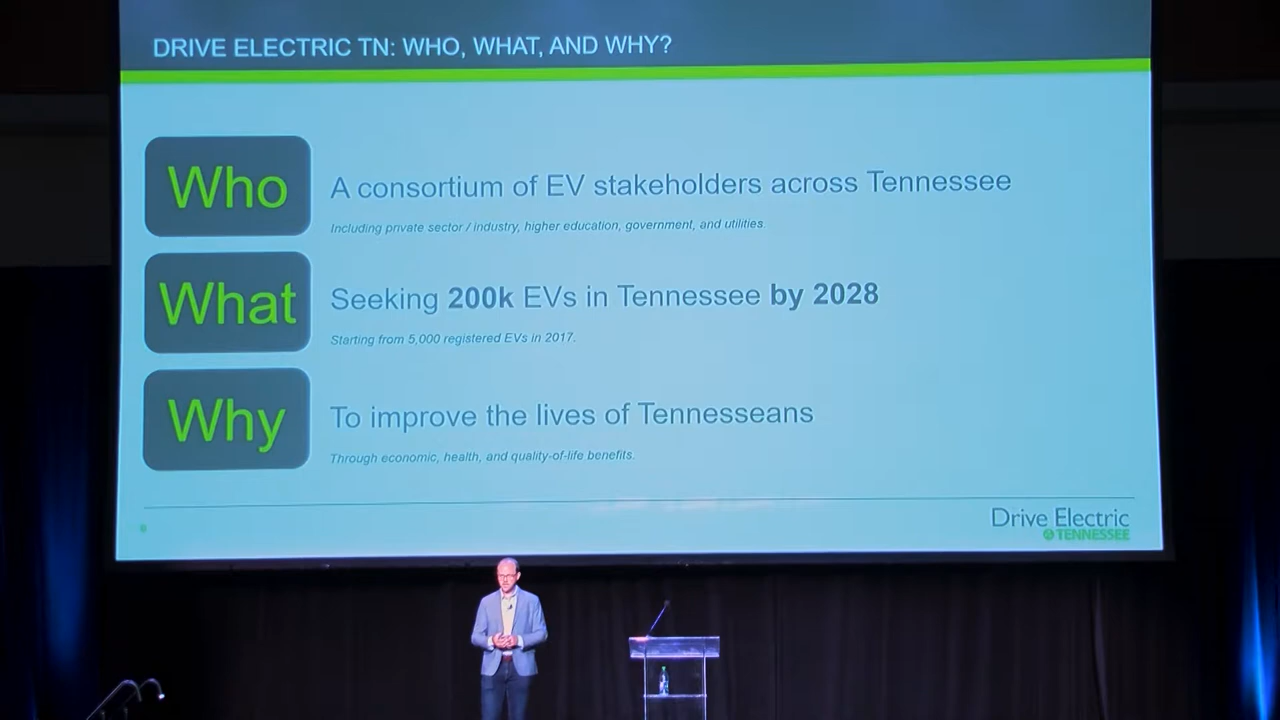 DRIVE ELECTRIC TN: WHO, WHAT, AND WHY?
Who
A consortium of EV stakeholders across Tennessee
Including private sector / industry, higher education, government, and utilities.
What
Seeking 200k EVs in Tennessee by 2028
Starting from 5,000 registered EVs in 2017.
Why
To improve the lives of Tennesseans
Through economic, health, and quality-of-life benefits.
Drive Electric
TENNESSEE